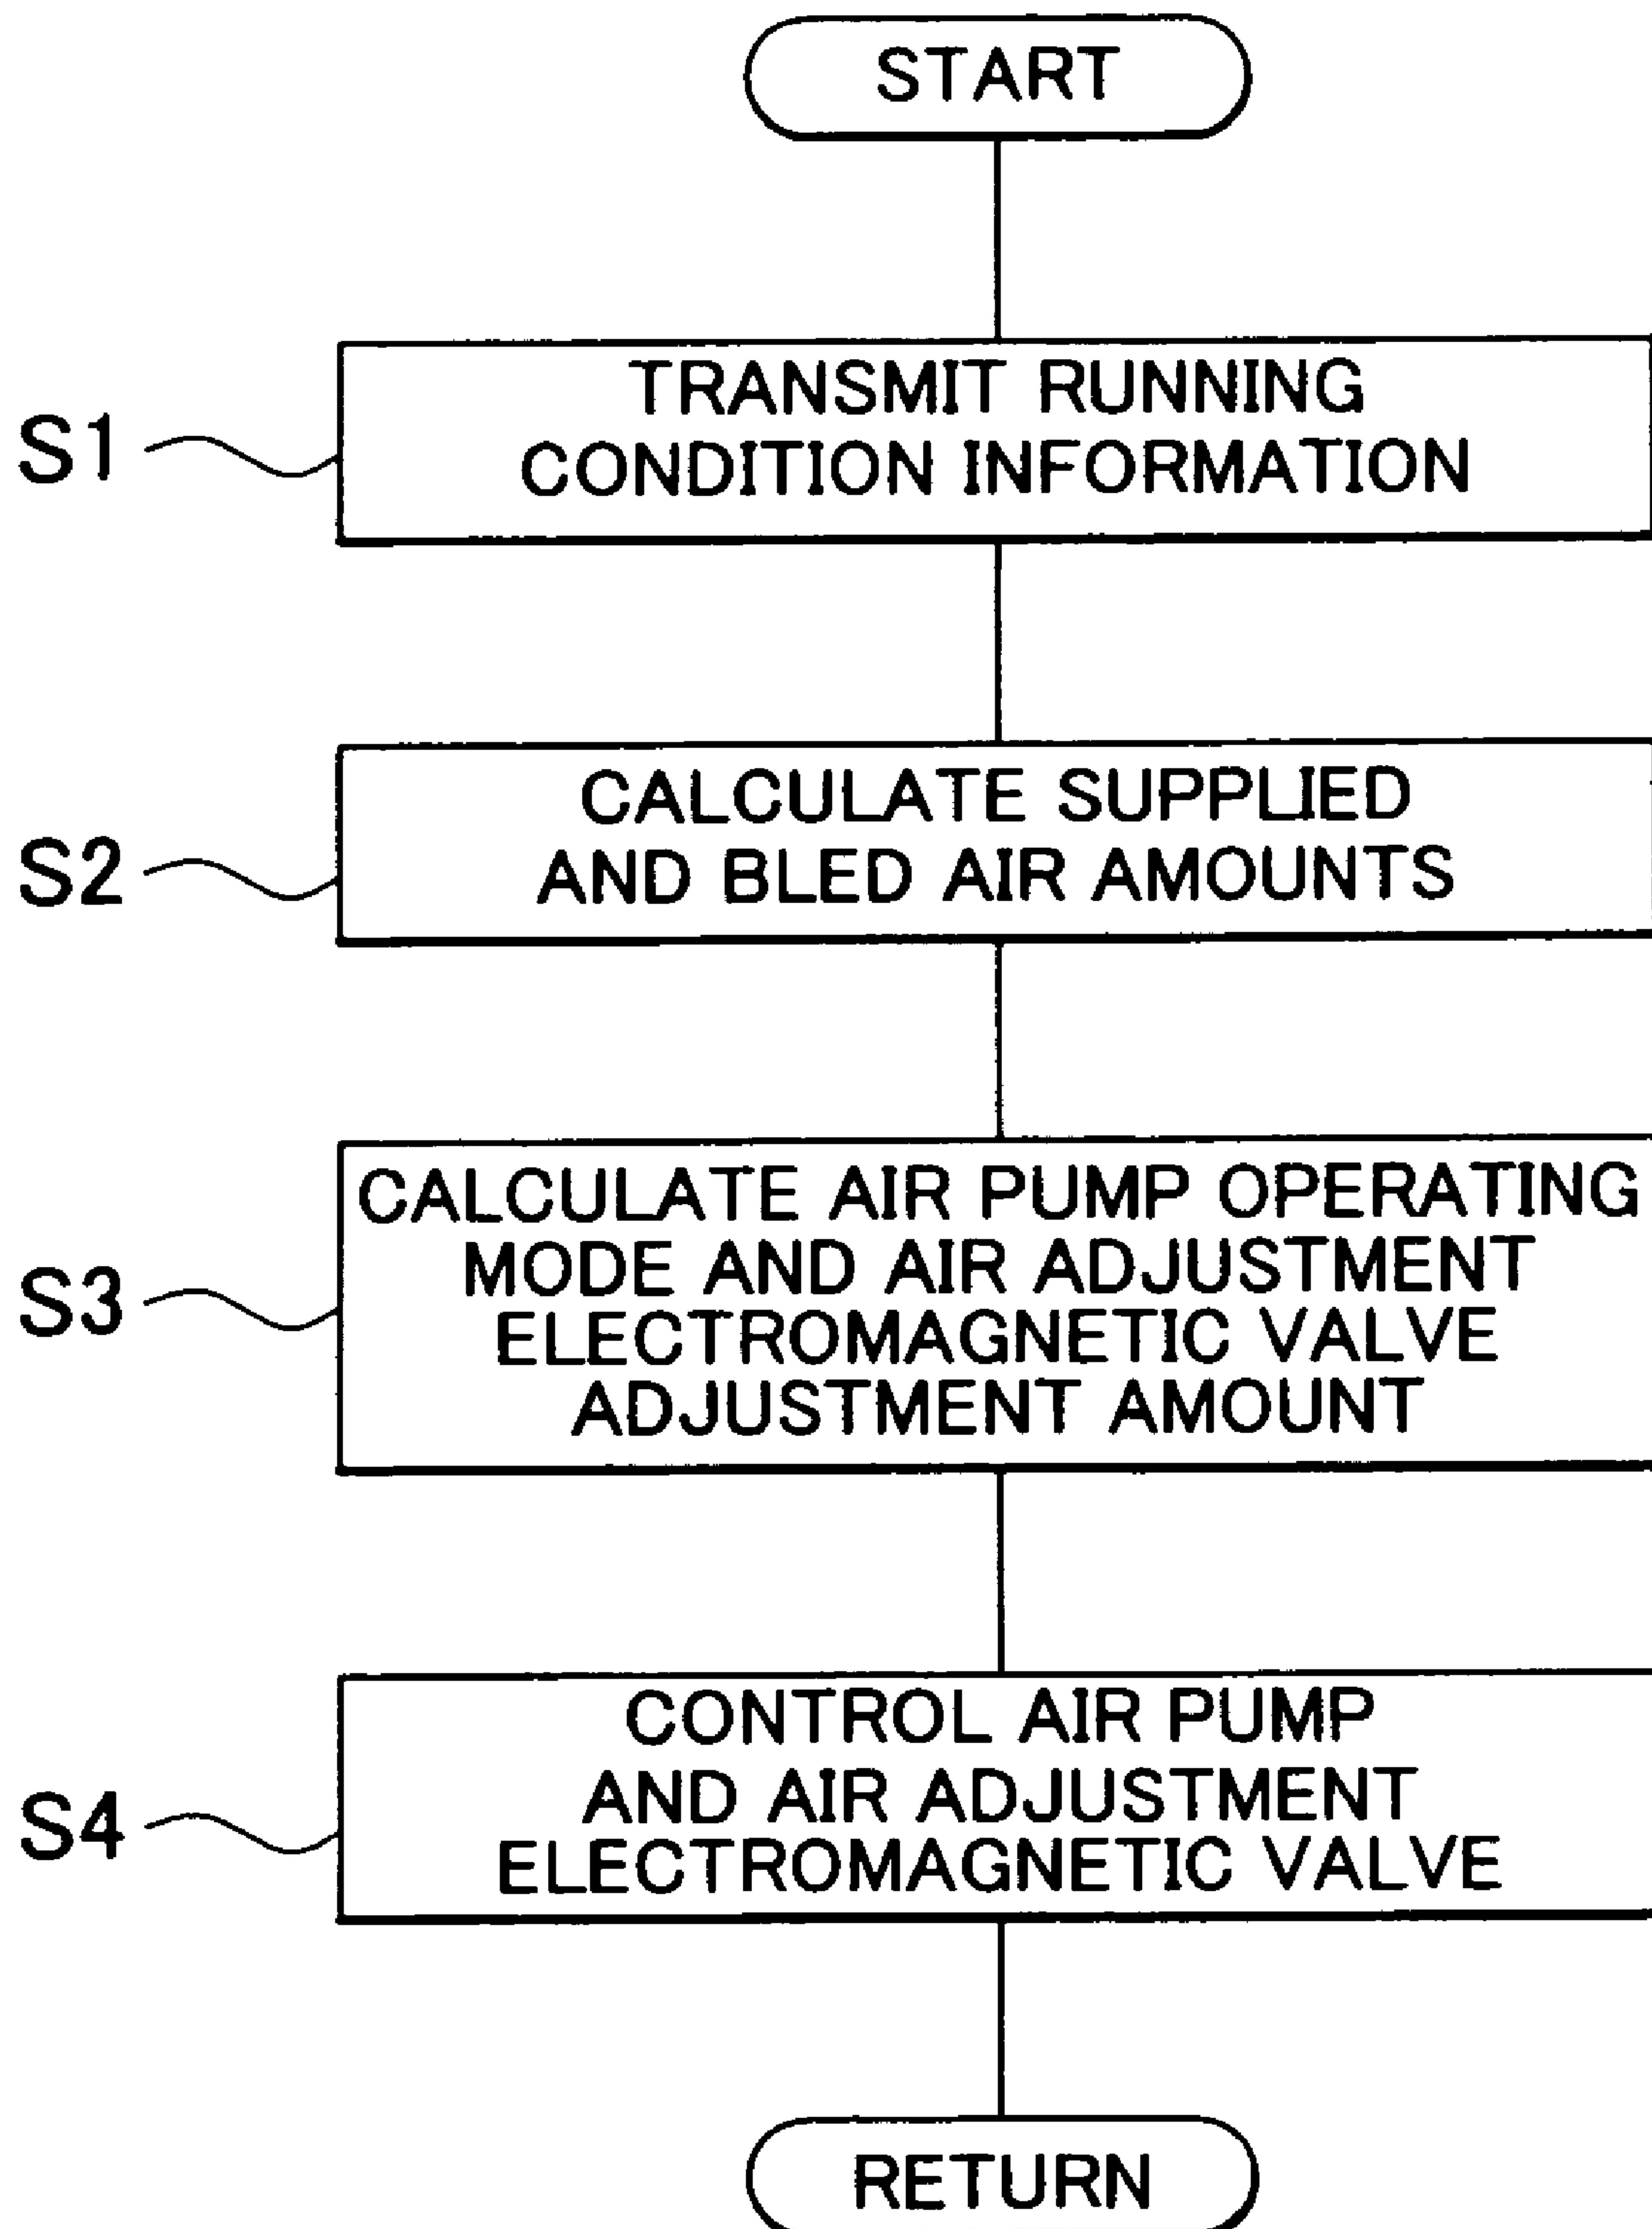 START
S1
TRANSMIT RUNNING
CONDITION INFORMATION
S2
CALCULATE SUPPLIED
AND BLED AIR AMOUNTS
S3
CALCULATE AIR PUMP OPERATING
MODE AND AIR ADJUSTMENT
ELECTROMAGNETIC VALVE
ADJUSTMENT AMOUNT
S4
CONTROL AIR PUMP
AND AIR ADJUSTMENT
ELECTROMAGNETIC VALVE
RETURN